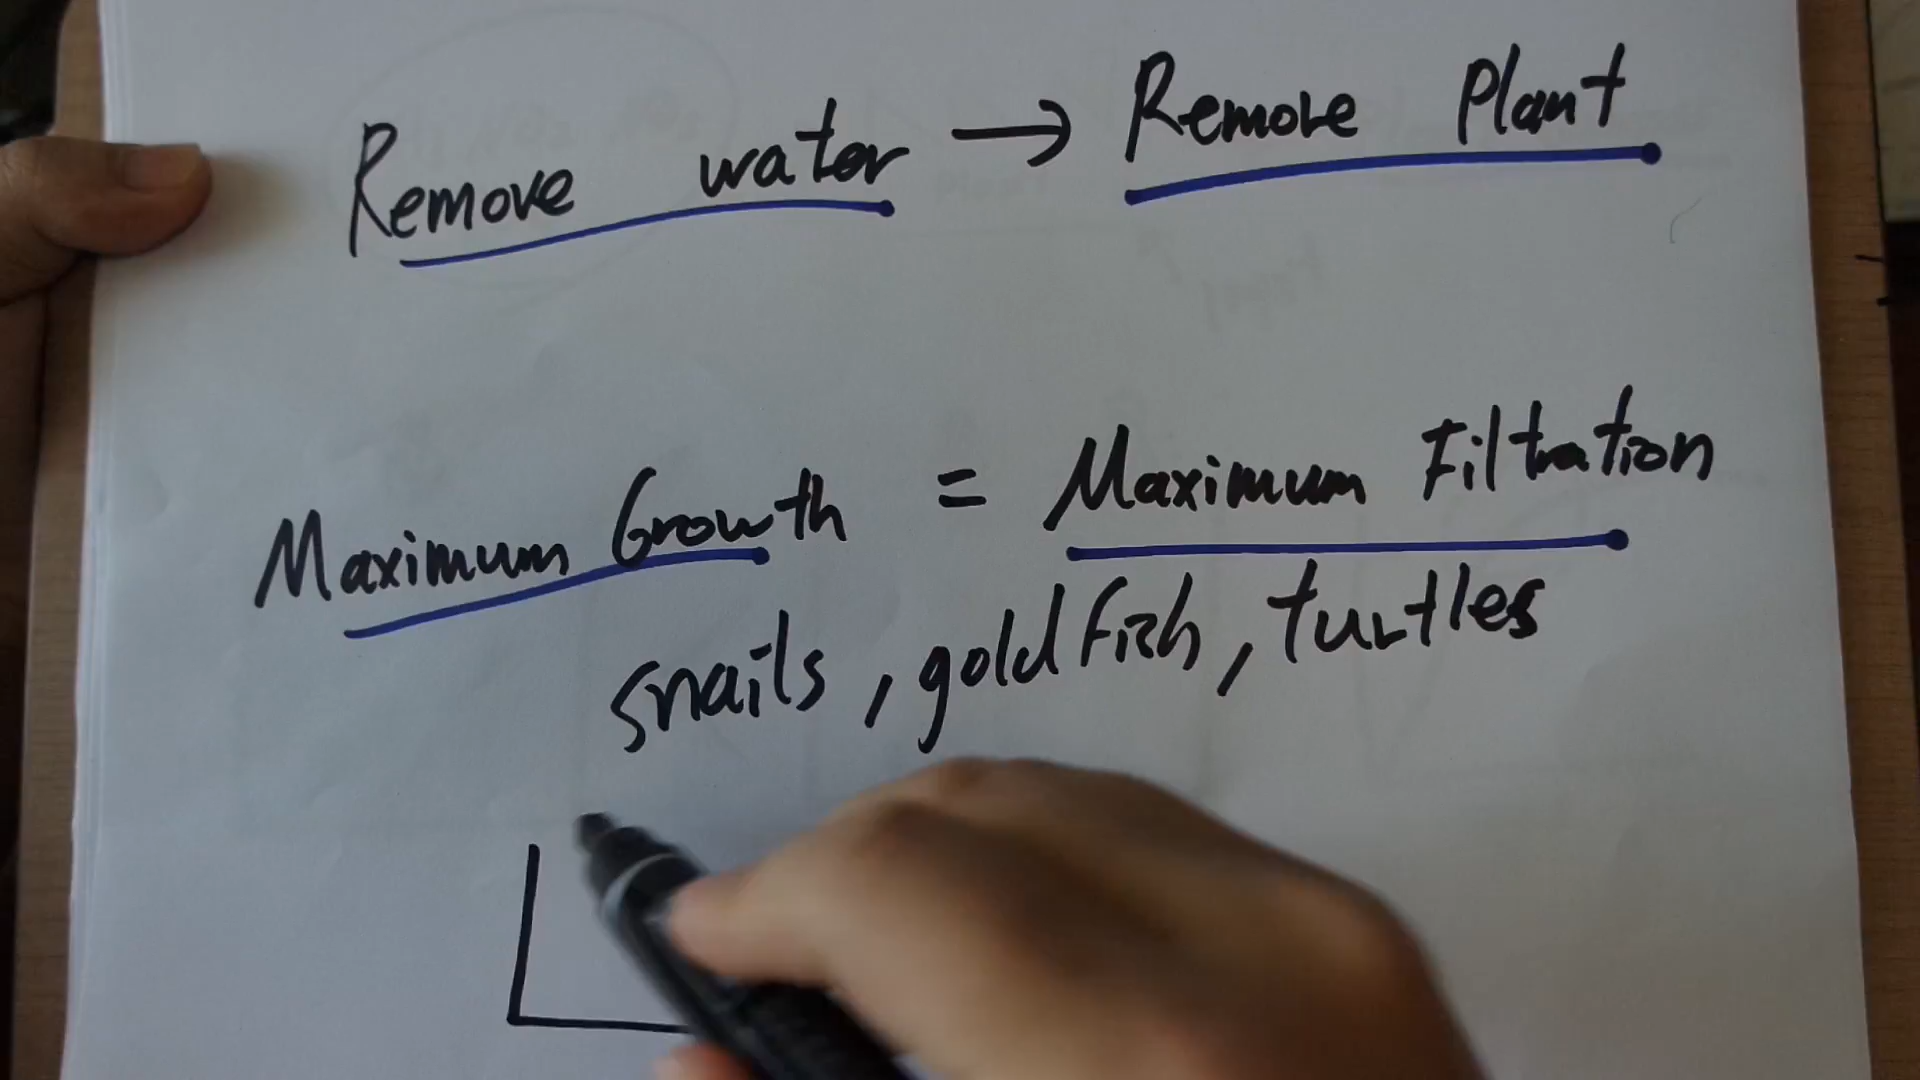 Remove water → Remove Plant
Maximum Growth = Maximum Filtration
snails, goldfish, turtles